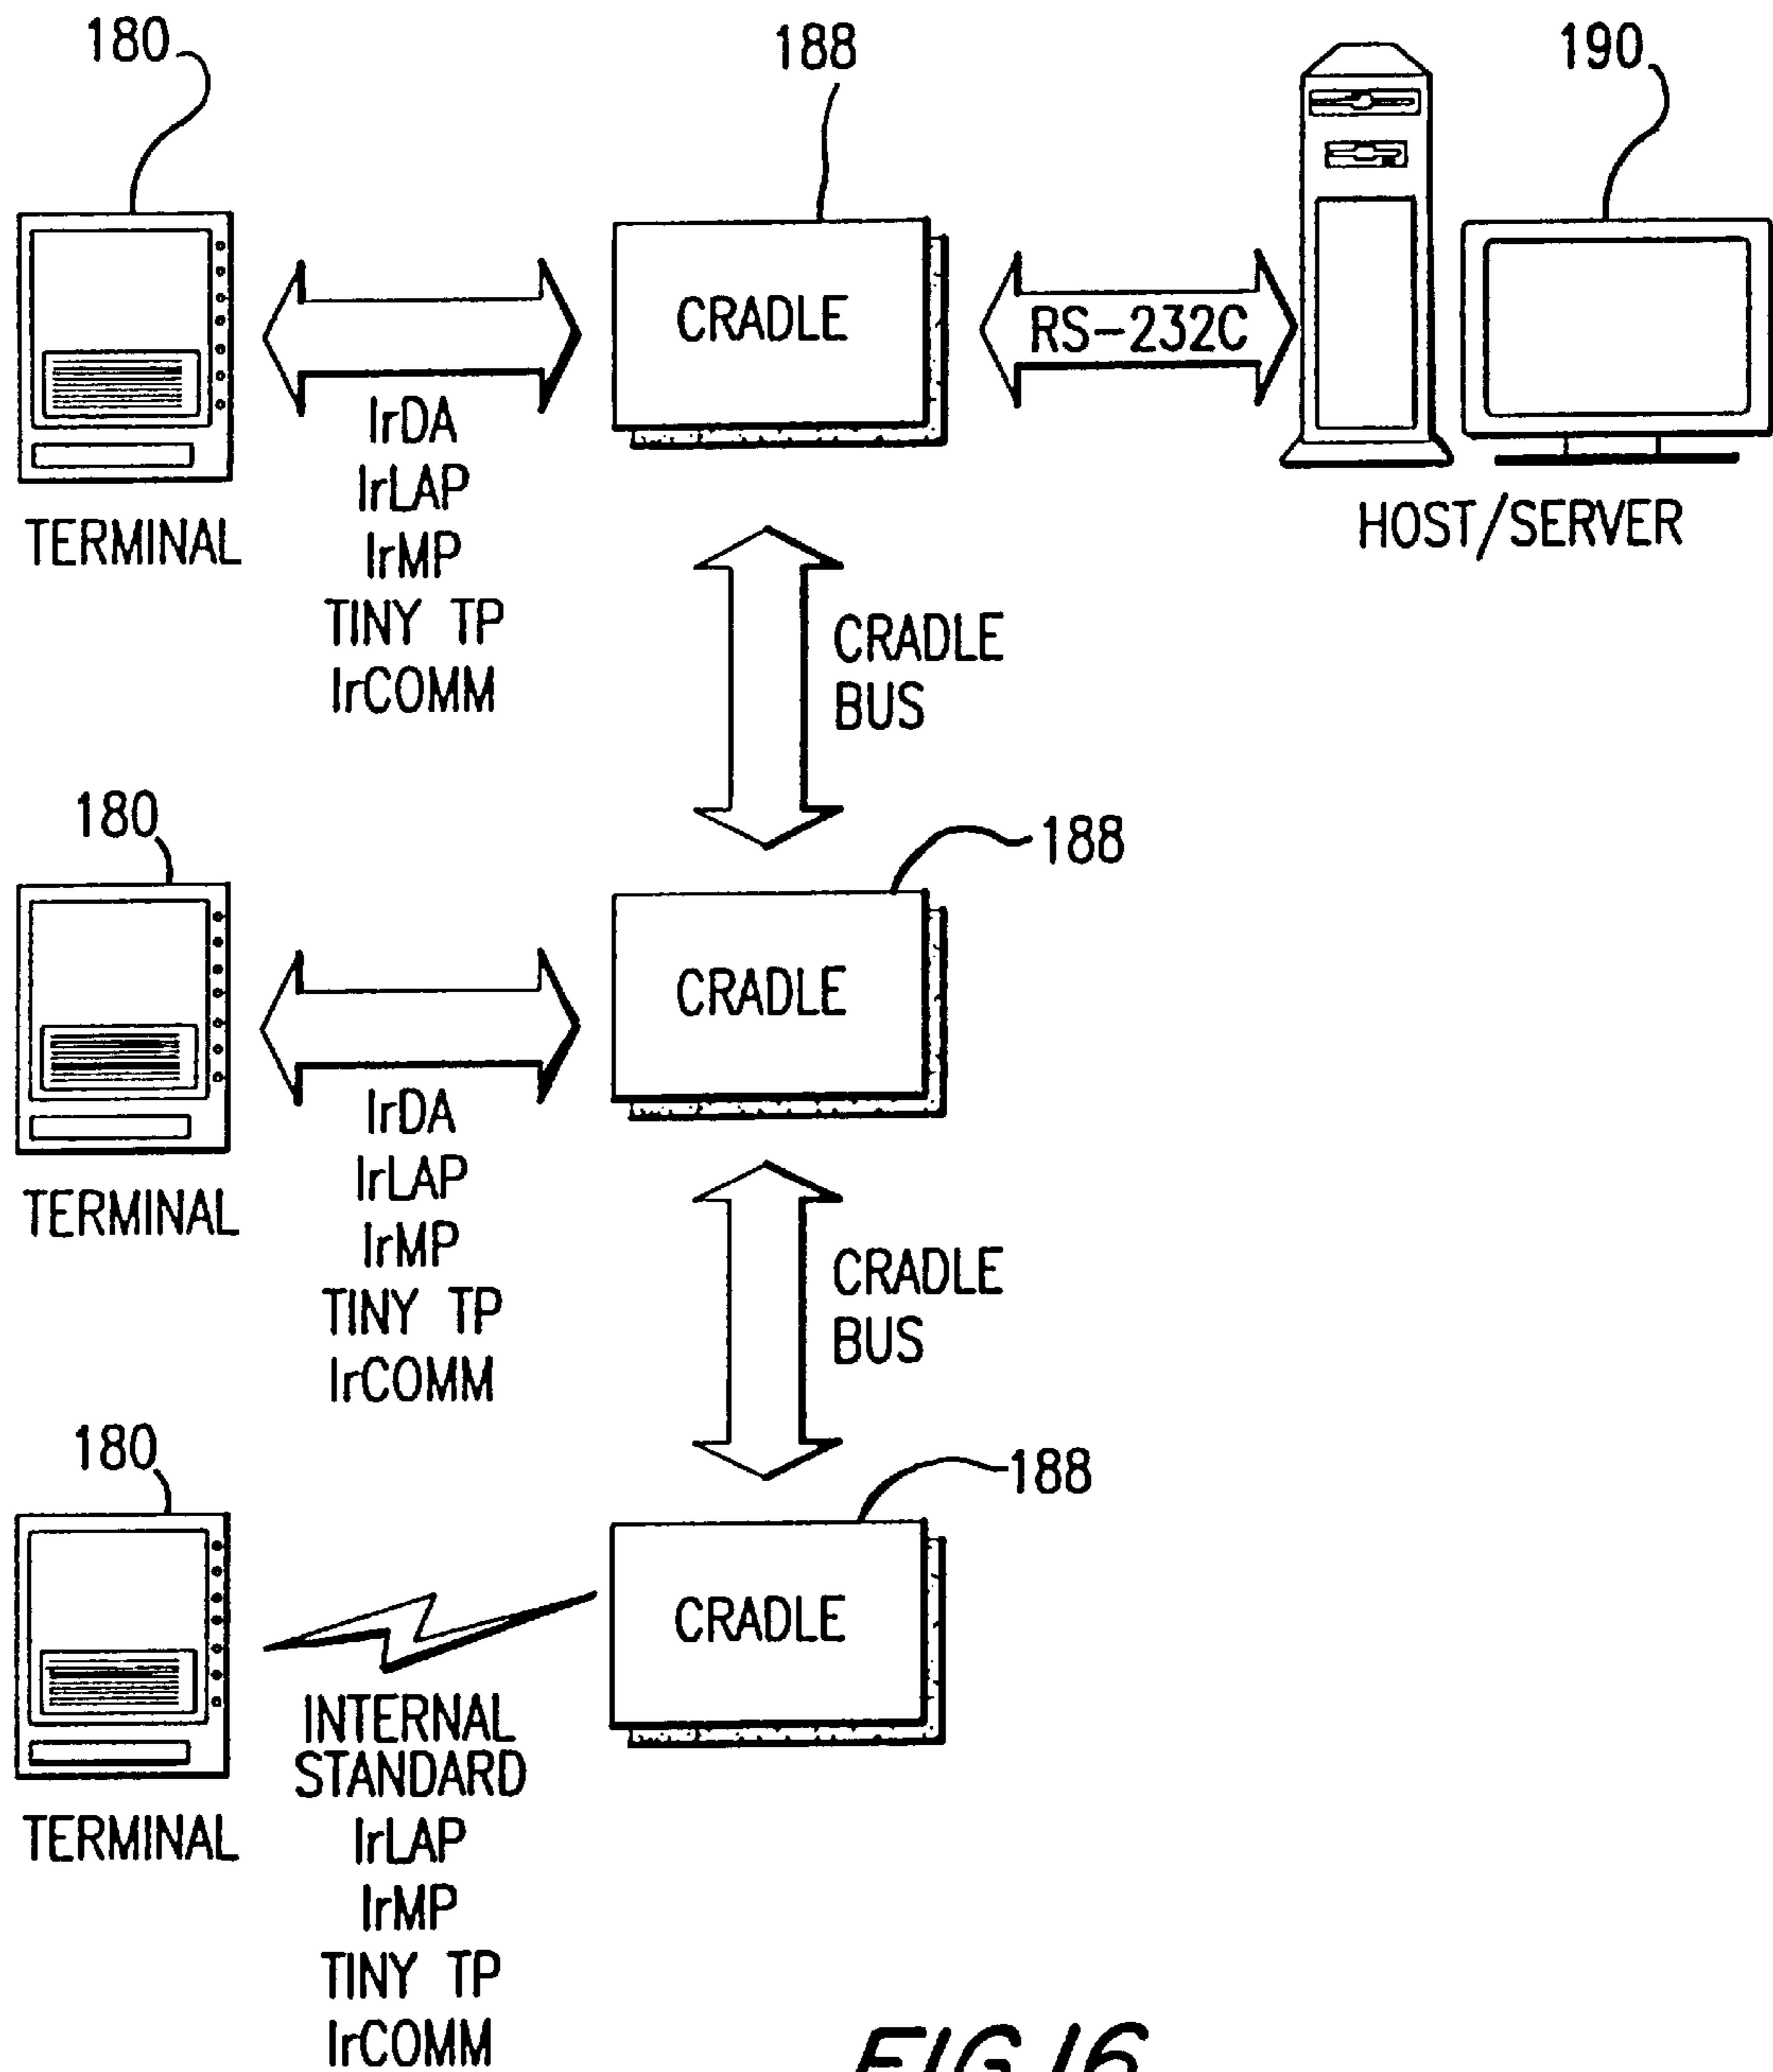 180
188
190
CRADLE
RS-232C
TERMINAL
IrDA
IrLAP
IrMP
TINY TP
IrCOMM
HOST/SERVER
CRADLE
BUS
180
188
CRADLE
TERMINAL
IrDA
IrLAP
IrMP
TINY TP
IrCOMM
CRADLE
BUS
180
188
CRADLE
TERMINAL
INTERNAL
STANDARD
IrLAP
IrMP
TINY TP
IrCOMM
FIG.16